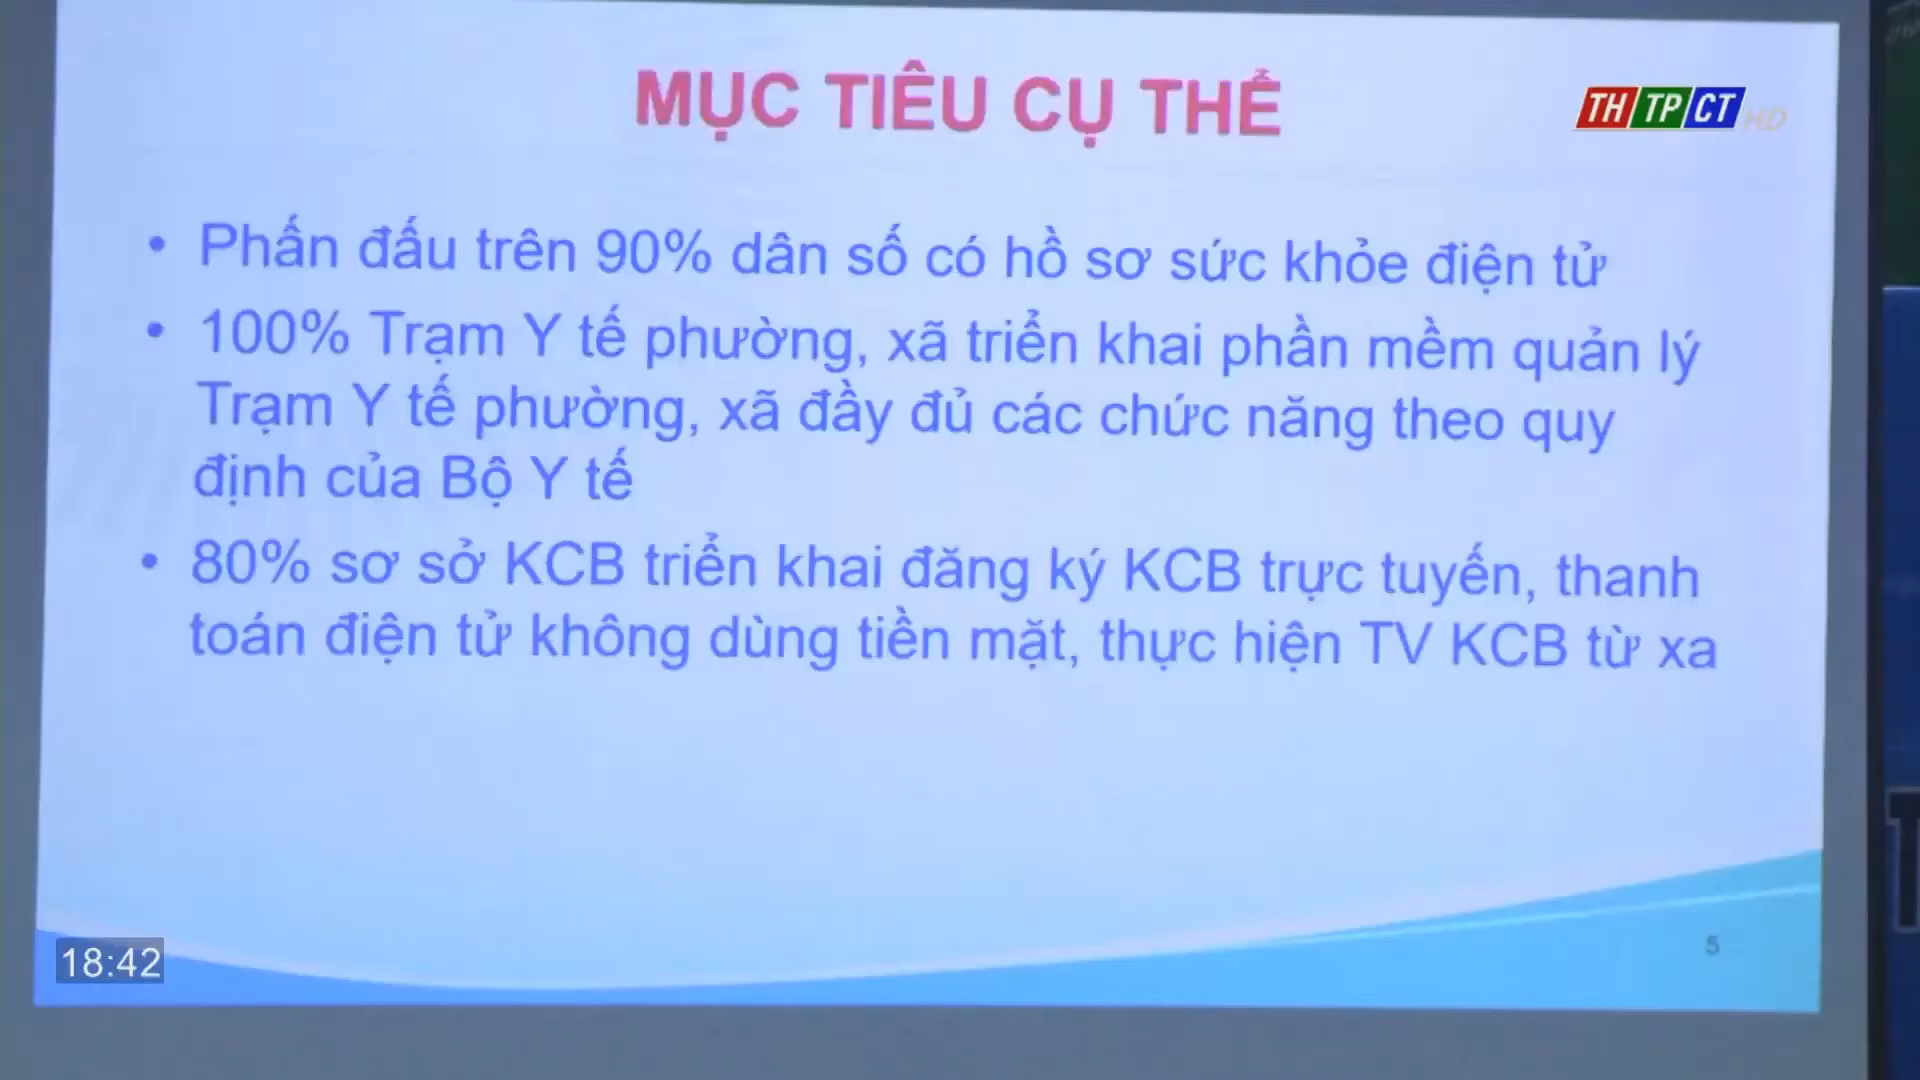 MỤC TIÊU CỤ THỂ
TH TP CT HD
• Phấn đấu trên 90% dân số có hồ sơ sức khỏe điện tử
• 100% Trạm Y tế phường, xã triển khai phần mềm quản lý
Trạm Y tế phường, xã đầy đủ các chức năng theo quy
định của Bộ Y tế
• 80% sơ sở KCB triển khai đăng ký KCB trực tuyến, thanh
toán điện tử không dùng tiền mặt, thực hiện TV KCB từ xa
5
18:42